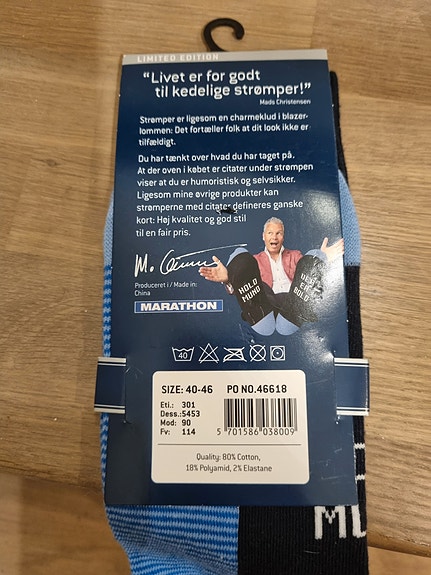 LIMITED EDITION
“Livet er for godt
til kedelige strømper!”
Mads Christensen
Strømper er ligesom en charmeklud i blazer-
lommen: Det fortæller folk at dit look ikke er
tilfældigt.
Du har tænkt over hvad du har taget på.
At der oven i købet er citater under strømpen
viser at du er humoristisk og selvsikker.
Ligesom mine øvrige produkter kan
strømperne med citater defineres ganske
kort: Høj kvalitet og god stil
til en fair pris.
HOLD
MUND
Produceret i / Made in:
China
MARATHON
40
SIZE: 40-46 PO NO.46618
Eti.: 301
Dess.: 5453
Mod: 90
Fv: 114
5 701586 038009
Quality: 80% Cotton,
18% Polyamid, 2% Elastane